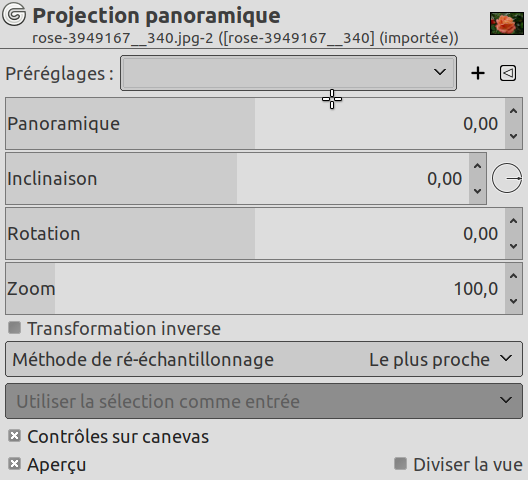 Projection panoramique
rose-3949167__340.jpg-2 ([rose-3949167__340] (importée))
Préréglages :
Panoramique 0,00
Inclinaison 0,00
Rotation 0,00
Zoom 100,0
Transformation inverse
Méthode de ré-échantillonnage Le plus proche
Utiliser la sélection comme entrée
Contrôles sur canevas
Aperçu Diviser la vue